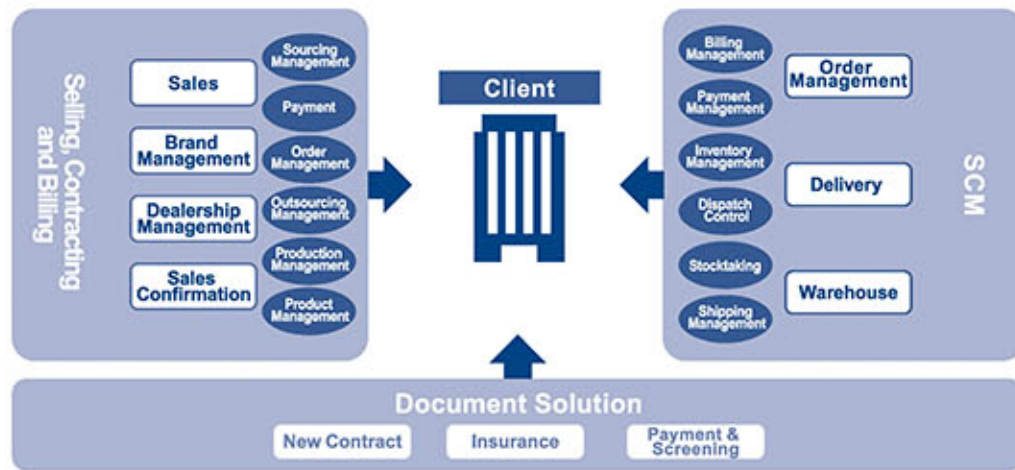 Selling, Contracting
and Billing
Sales
Brand
Management
Dealership
Management
Sales
Confirmation
Sourcing
Management
Payment
Order
Management
Outsourcing
Management
Production
Management
Product
Management
Client
Billing
Management
Payment
Management
Inventory
Management
Dispatch
Control
Stocktaking
Shipping
Management
Order
Management
Delivery
Warehouse
SCM
Document Solution
New Contract
Insurance
Payment &
Screening